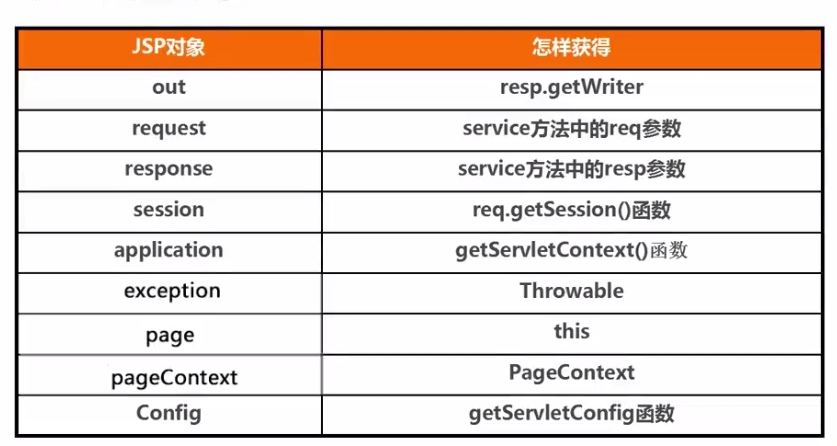 JSP对象 怎样获得
out resp.getWriter
request service方法中的req参数
response service方法中的resp参数
session req.getSession()函数
application getServletContext()函数
exception Throwable
page this
pageContext PageContext
Config getServletConfig函数